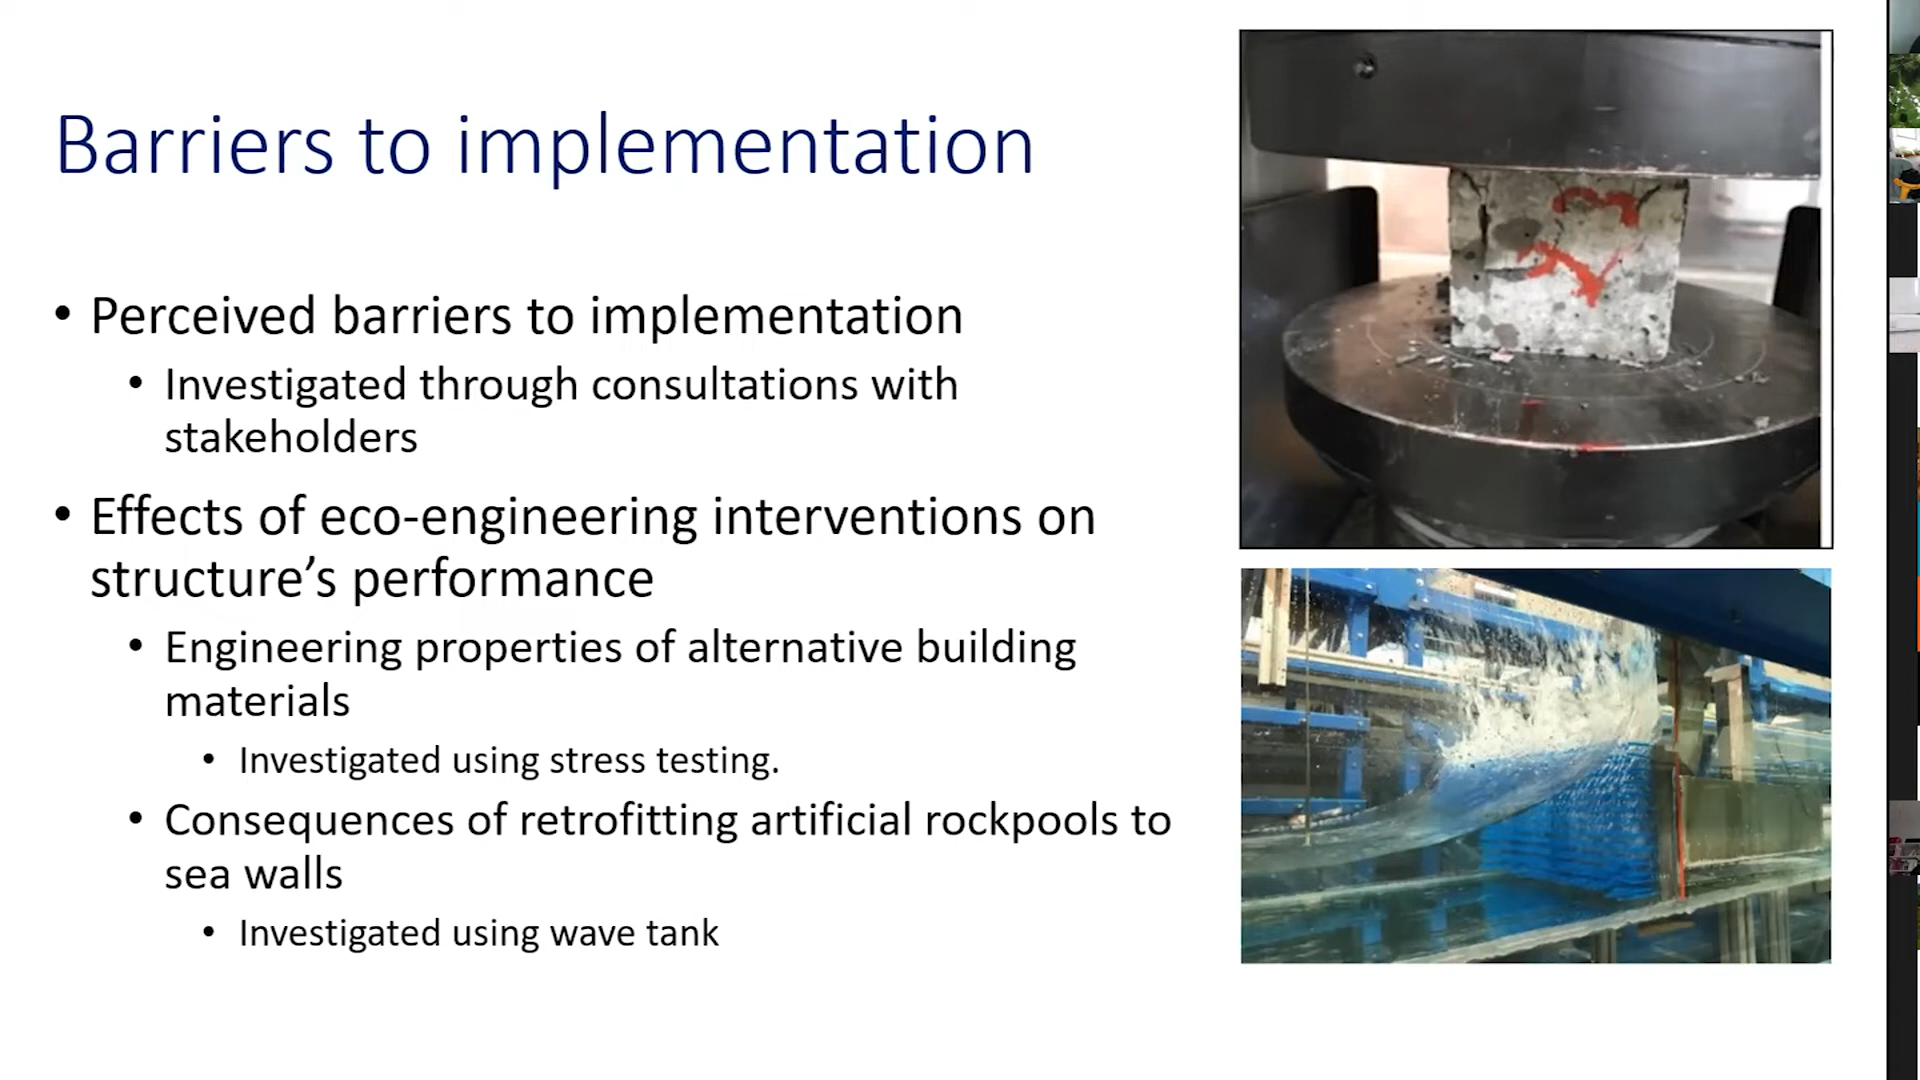 Barriers to implementation
• Perceived barriers to implementation
• Investigated through consultations with
stakeholders
• Effects of eco-engineering interventions on
structure’s performance
• Engineering properties of alternative building
materials
• Investigated using stress testing.
• Consequences of retrofitting artificial rockpools to
sea walls
• Investigated using wave tank